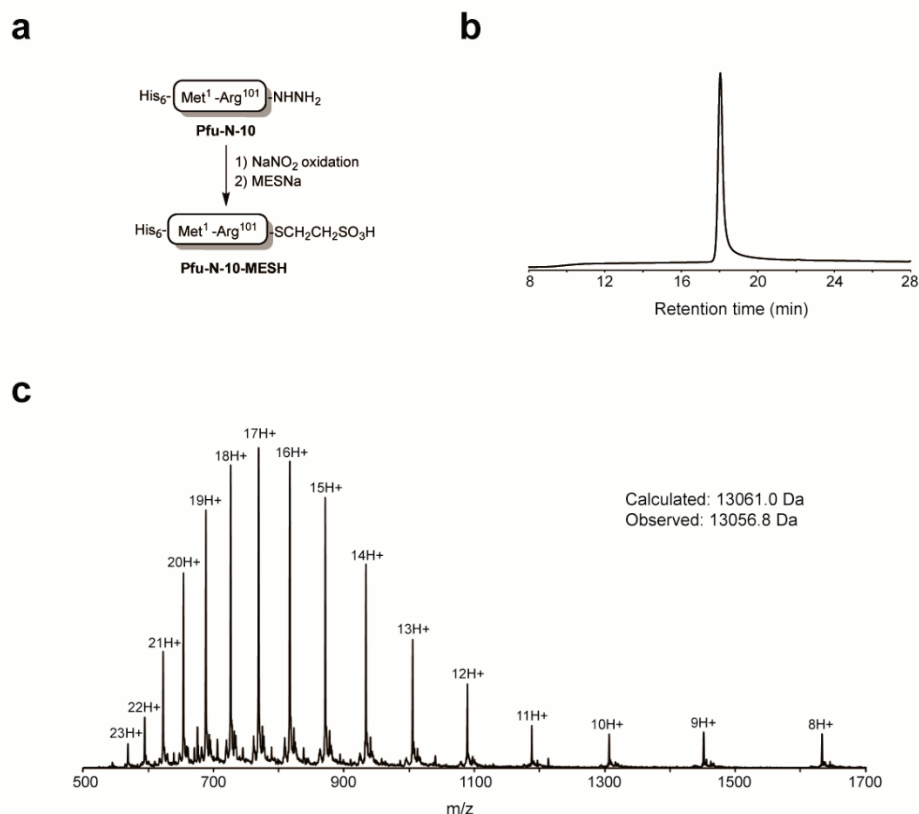 a
His₆- Met¹ -Arg¹⁰¹ -NHNH₂
Pfu-N-10
1) NaNO₂ oxidation
2) MESNa
His₆- Met¹ -Arg¹⁰¹ -SCH₂CH₂SO₃H
Pfu-N-10-MESH
b
8 12 16 20 24 28
Retention time (min)
c
17H+
18H+
16H+
19H+
15H+
20H+
14H+
21H+
13H+
22H+
12H+
23H+
11H+
10H+
9H+
8H+
Calculated: 13061.0 Da
Observed: 13056.8 Da
500 700 900 1100 1300 1500 1700
m/z